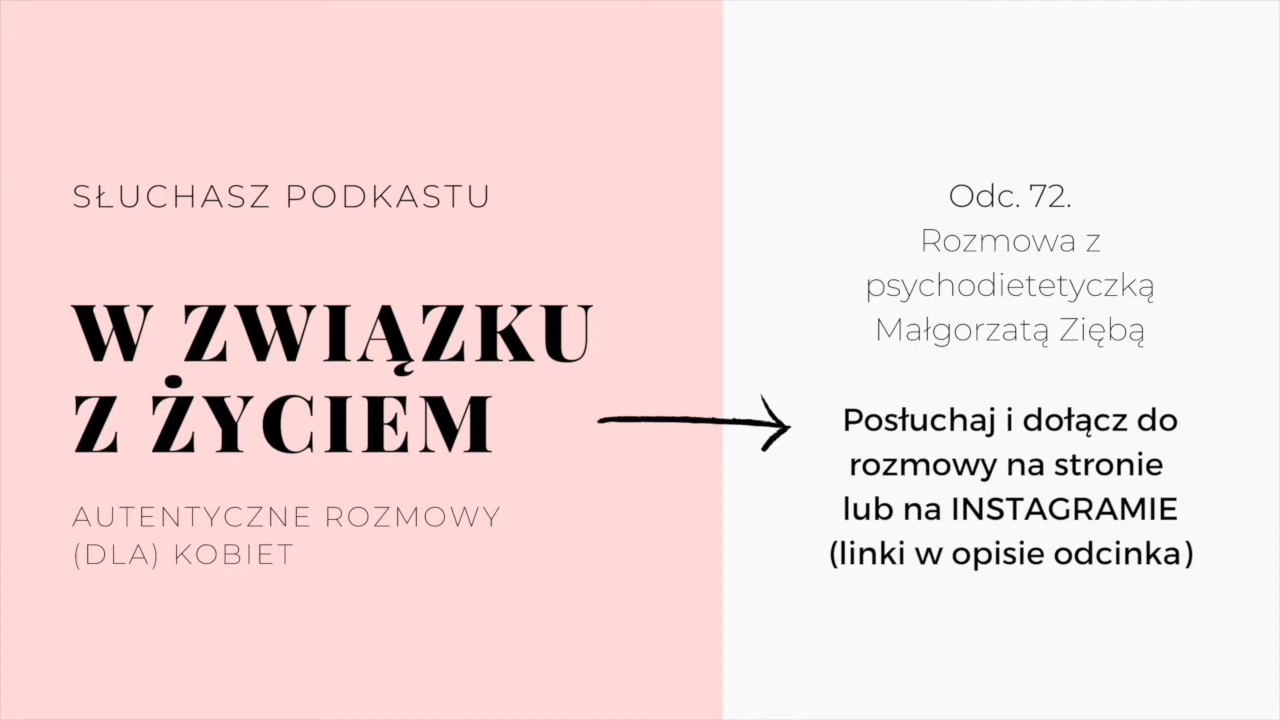 SŁUCHASZ PODKASTU
W ZWIĄZKU
Z ŻYCIEM
AUTENTYCZNE ROZMOWY
(DLA) KOBIET
Odc. 72.
Rozmowa z
psychodietetyczką
Małgorzatą Ziębą
Posłuchaj i dołącz do
rozmowy na stronie
lub na INSTAGRAMIE
(linki w opisie odcinka)